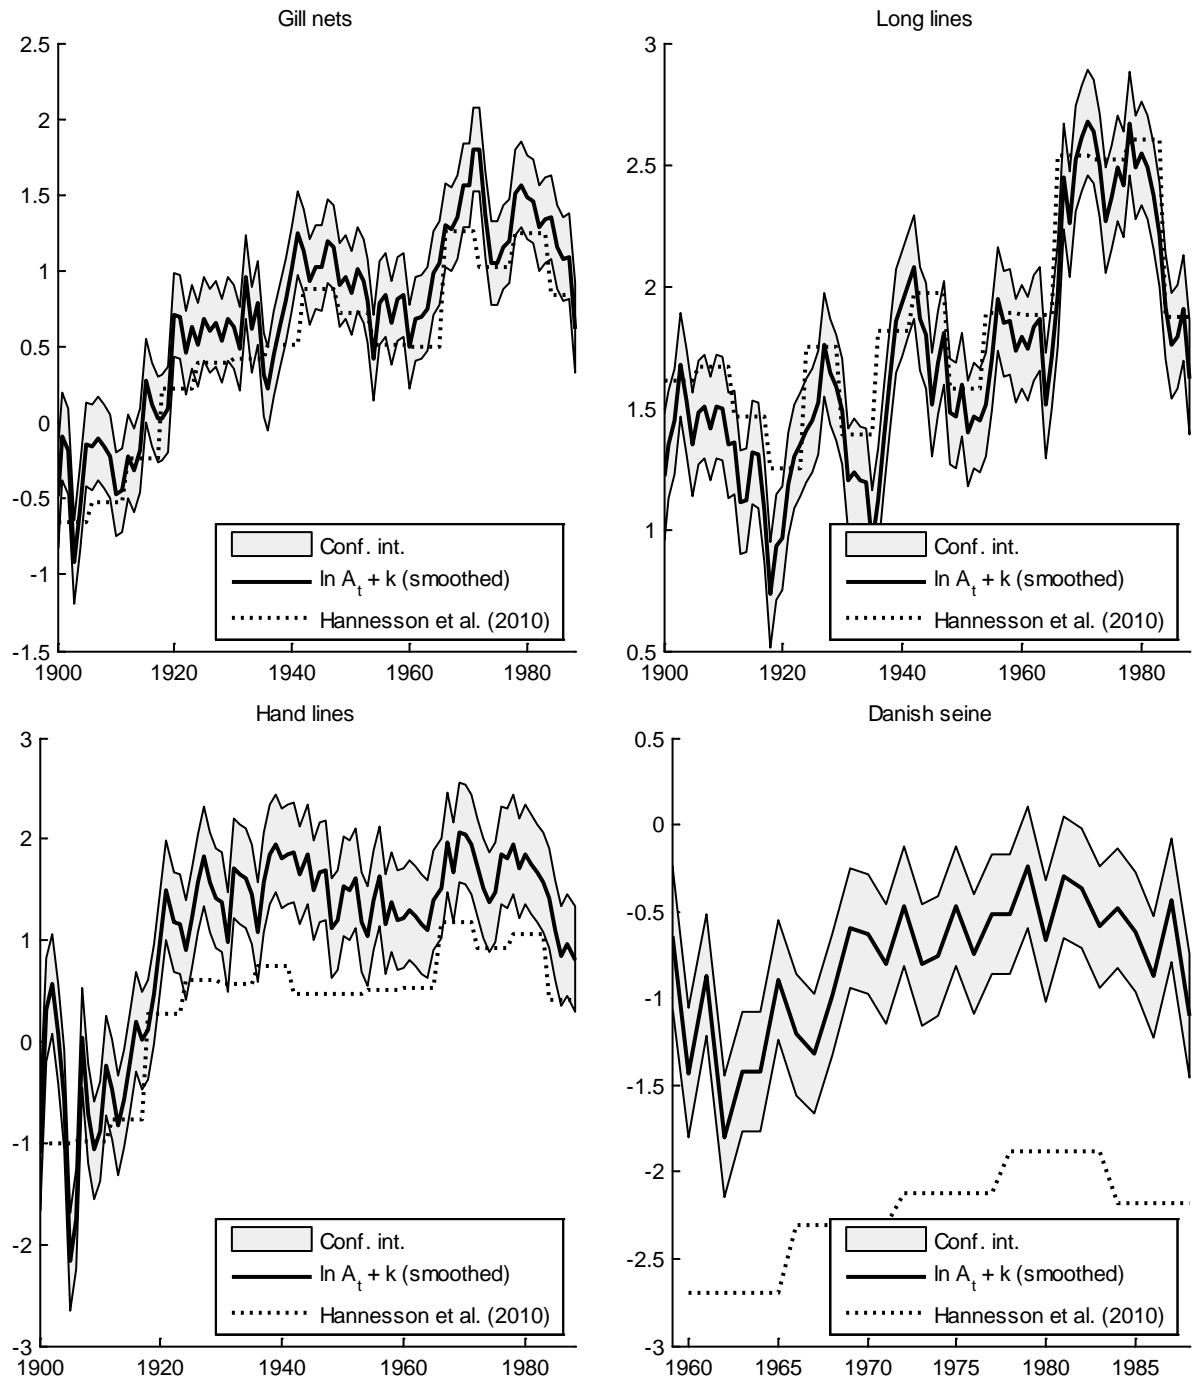 Gill nets
2.5
2
1.5
1
0.5
0
-0.5
-1
-1.5
1900 1920 1940 1960 1980
Conf. int.
ln A_t + k (smoothed)
Hannesson et al. (2010)
Long lines
3
2.5
2
1.5
1
0.5
1900 1920 1940 1960 1980
Conf. int.
ln A_t + k (smoothed)
Hannesson et al. (2010)
Hand lines
3
2
1
0
-1
-2
-3
1900 1920 1940 1960 1980
Conf. int.
ln A_t + k (smoothed)
Hannesson et al. (2010)
Danish seine
0.5
0
-0.5
-1
-1.5
-2
-2.5
-3
1960 1965 1970 1975 1980 1985
Conf. int.
ln A_t + k (smoothed)
Hannesson et al. (2010)